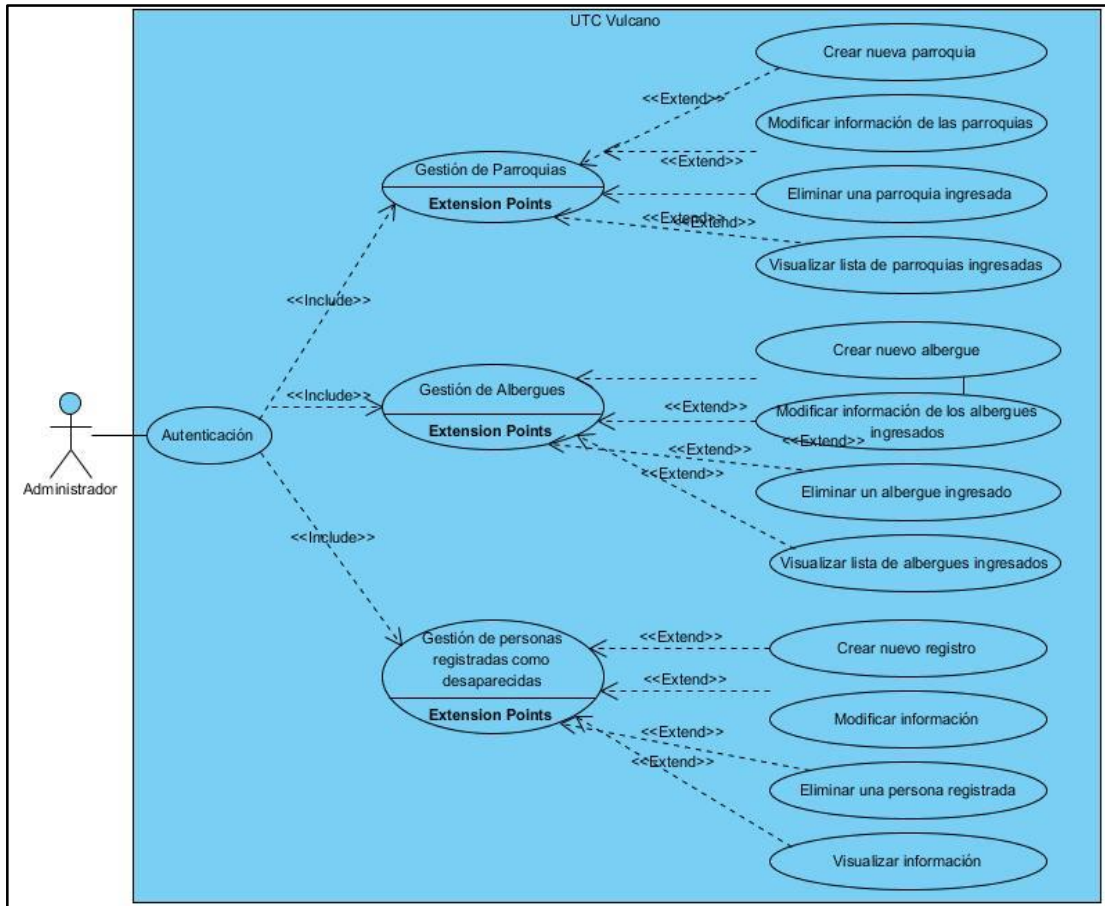 UTC Vulcano
Crear nueva parroquia
<<Extend>>
Modificar información de las parroquias
<<Extend>>
Gestión de Parroquias
Extension Points
Eliminar una parroquia ingresada
<<Extend>>
<<Extend>>
Visualizar lista de parroquias ingresadas
<<Include>>
Crear nuevo albergue
Gestión de Albergues
Extension Points
<<Include>>
<<Extend>>
Modificar información de los albergues
ingresados
<<Extend>>
<<Extend>>
Autenticación
Administrador
Eliminar un albergue ingresado
<<Extend>>
Visualizar lista de albergues ingresados
<<Include>>
Gestión de personas
registradas como
desaparecidas
Extension Points
<<Extend>>
Crear nuevo registro
<<Extend>>
Modificar información
<<Extend>>
<<Extend>>
Eliminar una persona registrada
Visualizar información